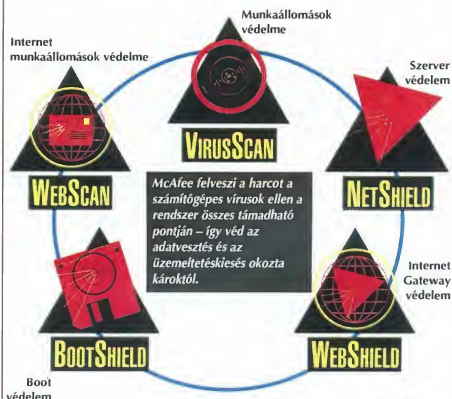 Munkaállomások
védelme
Internet
munkaállomások védelme
Szerver
védelem
VIRUSSCAN
WEBSCAN
NETSHIELD
McAfee felveszi a harcot a
számítógépes vírusok ellen a
rendszer összes támadható
pontján – így véd az
adatvesztés és az
üzemeltetéskiesés okozta
károktól.
Internet
Gateway
védelem
BOOTSHIELD
WEBSHIELD
Boot
védelem